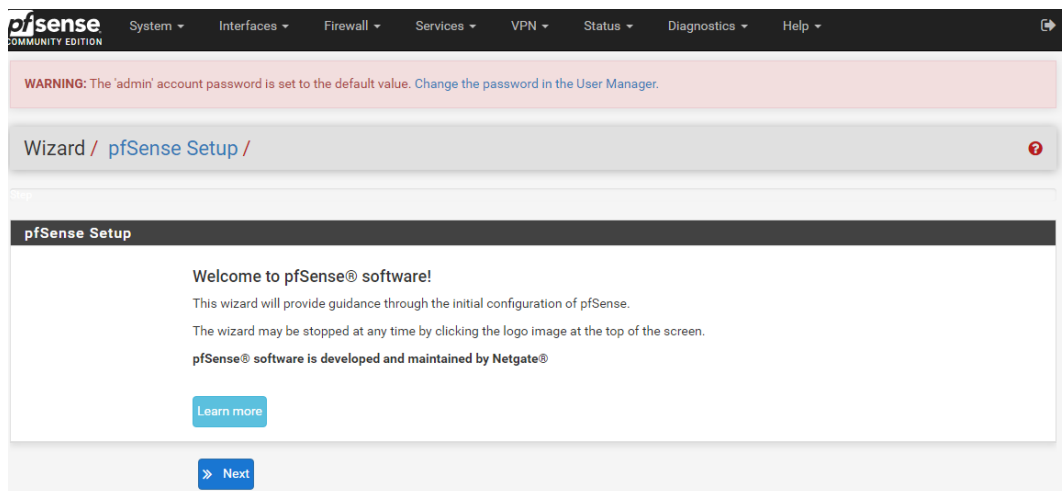 pfsense
COMMUNITY EDITION
System Interfaces Firewall Services VPN Status Diagnostics Help
WARNING: The 'admin' account password is set to the default value. Change the password in the User Manager.
Wizard / pfSense Setup /
Step
pfSense Setup
Welcome to pfSense® software!
This wizard will provide guidance through the initial configuration of pfSense.
The wizard may be stopped at any time by clicking the logo image at the top of the screen.
pfSense® software is developed and maintained by Netgate®
Learn more
» Next